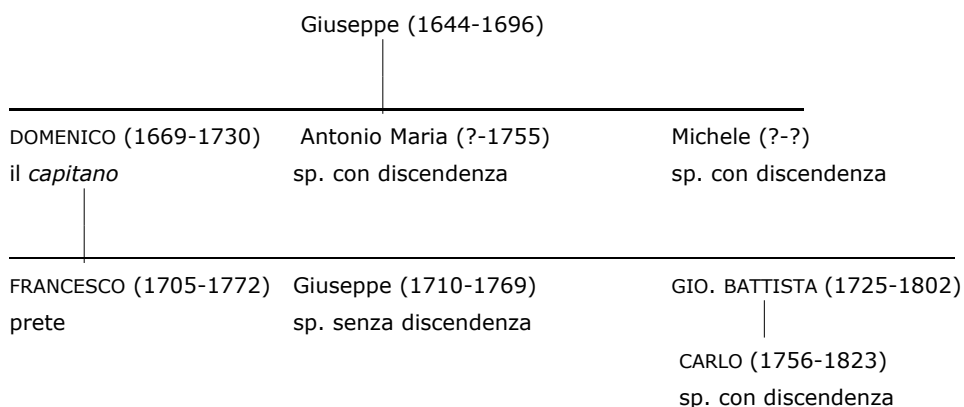 Giuseppe (1644-1696)
DOMENICO (1669-1730) Antonio Maria (?-1755) Michele (?-?)
il capitano sp. con discendenza sp. con discendenza
FRANCESCO (1705-1772) Giuseppe (1710-1769) GIO. BATTISTA (1725-1802)
prete sp. senza discendenza
CARLO (1756-1823)
sp. con discendenza